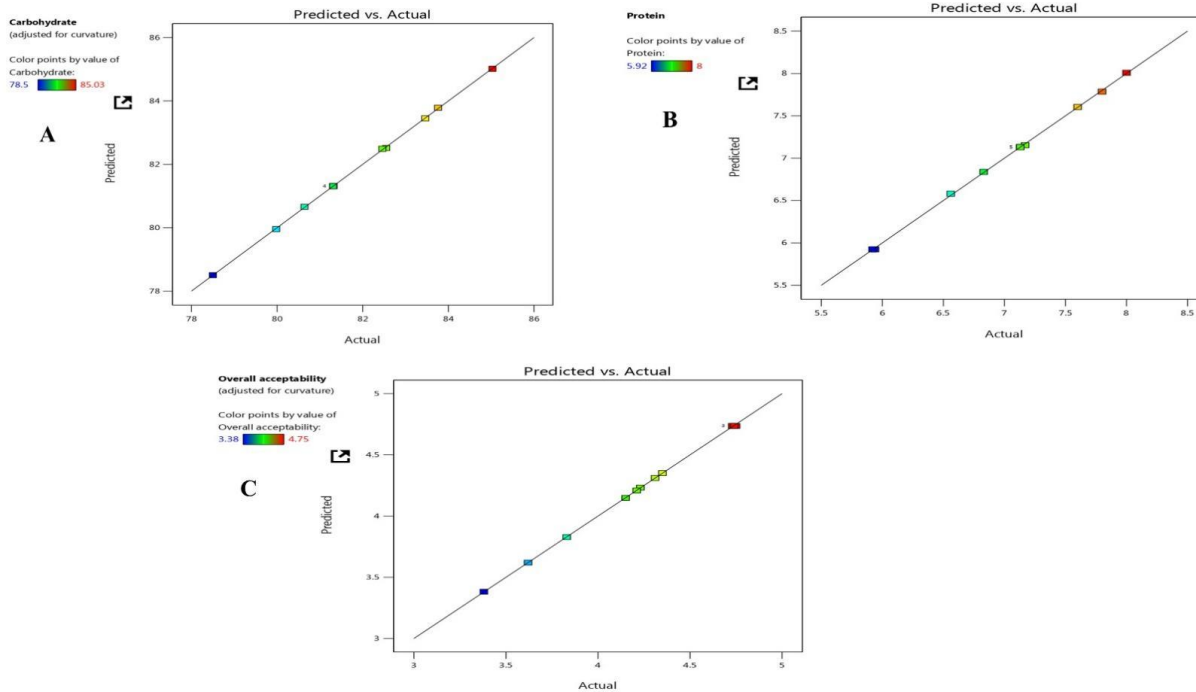 Carbohydrate
(adjusted for curvature)
Color points by value of
Carbohydrate:
78.5 85.03
A
Predicted vs. Actual
Predicted
86
84
82
80
78
4
78 80 82 84 86
Actual
Protein
Color points by value of
Protein:
5.92 8
B
Predicted vs. Actual
Predicted
8.5
8
7.5
7
6.5
6
5.5
5.5 6 6.5 7 7.5 8 8.5
Actual
Overall acceptability
(adjusted for curvature)
Color points by value of
Overall acceptability:
3.38 4.75
C
Predicted vs. Actual
Predicted
5
4.5
4
3.5
3
3
3 3.5 4 4.5 5
Actual